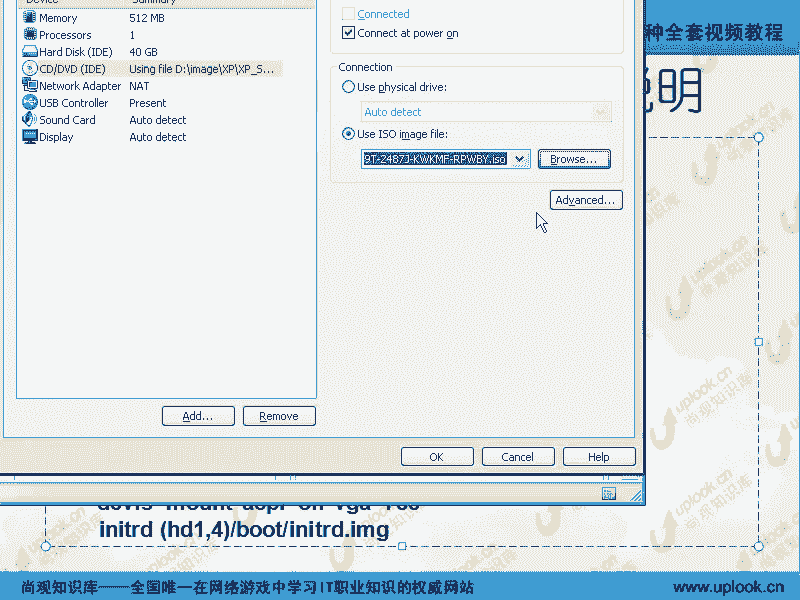 Device Summary
Memory 512 MB
Processors 1
Hard Disk (IDE) 40 GB
CD/DVD (IDE) Using file D:\image\XP\XP_S...
Network Adapter NAT
USB Controller Present
Sound Card Auto detect
Display Auto detect
Connected
Connect at power on
Connection
Use physical drive:
Auto detect
Use ISO image file:
9T-2487J-KWKMF-RPWBY.iso
Browse...
Advanced...
Add...
Remove
OK
Cancel
Help
种全套视频教程
说明
initrd (hd1,4)/boot/initrd.img
尚观知识库——全国唯一在网络游戏中学习IT职业知识的权威网站
www.uplook.cn
uplook.cn
尚观知识库